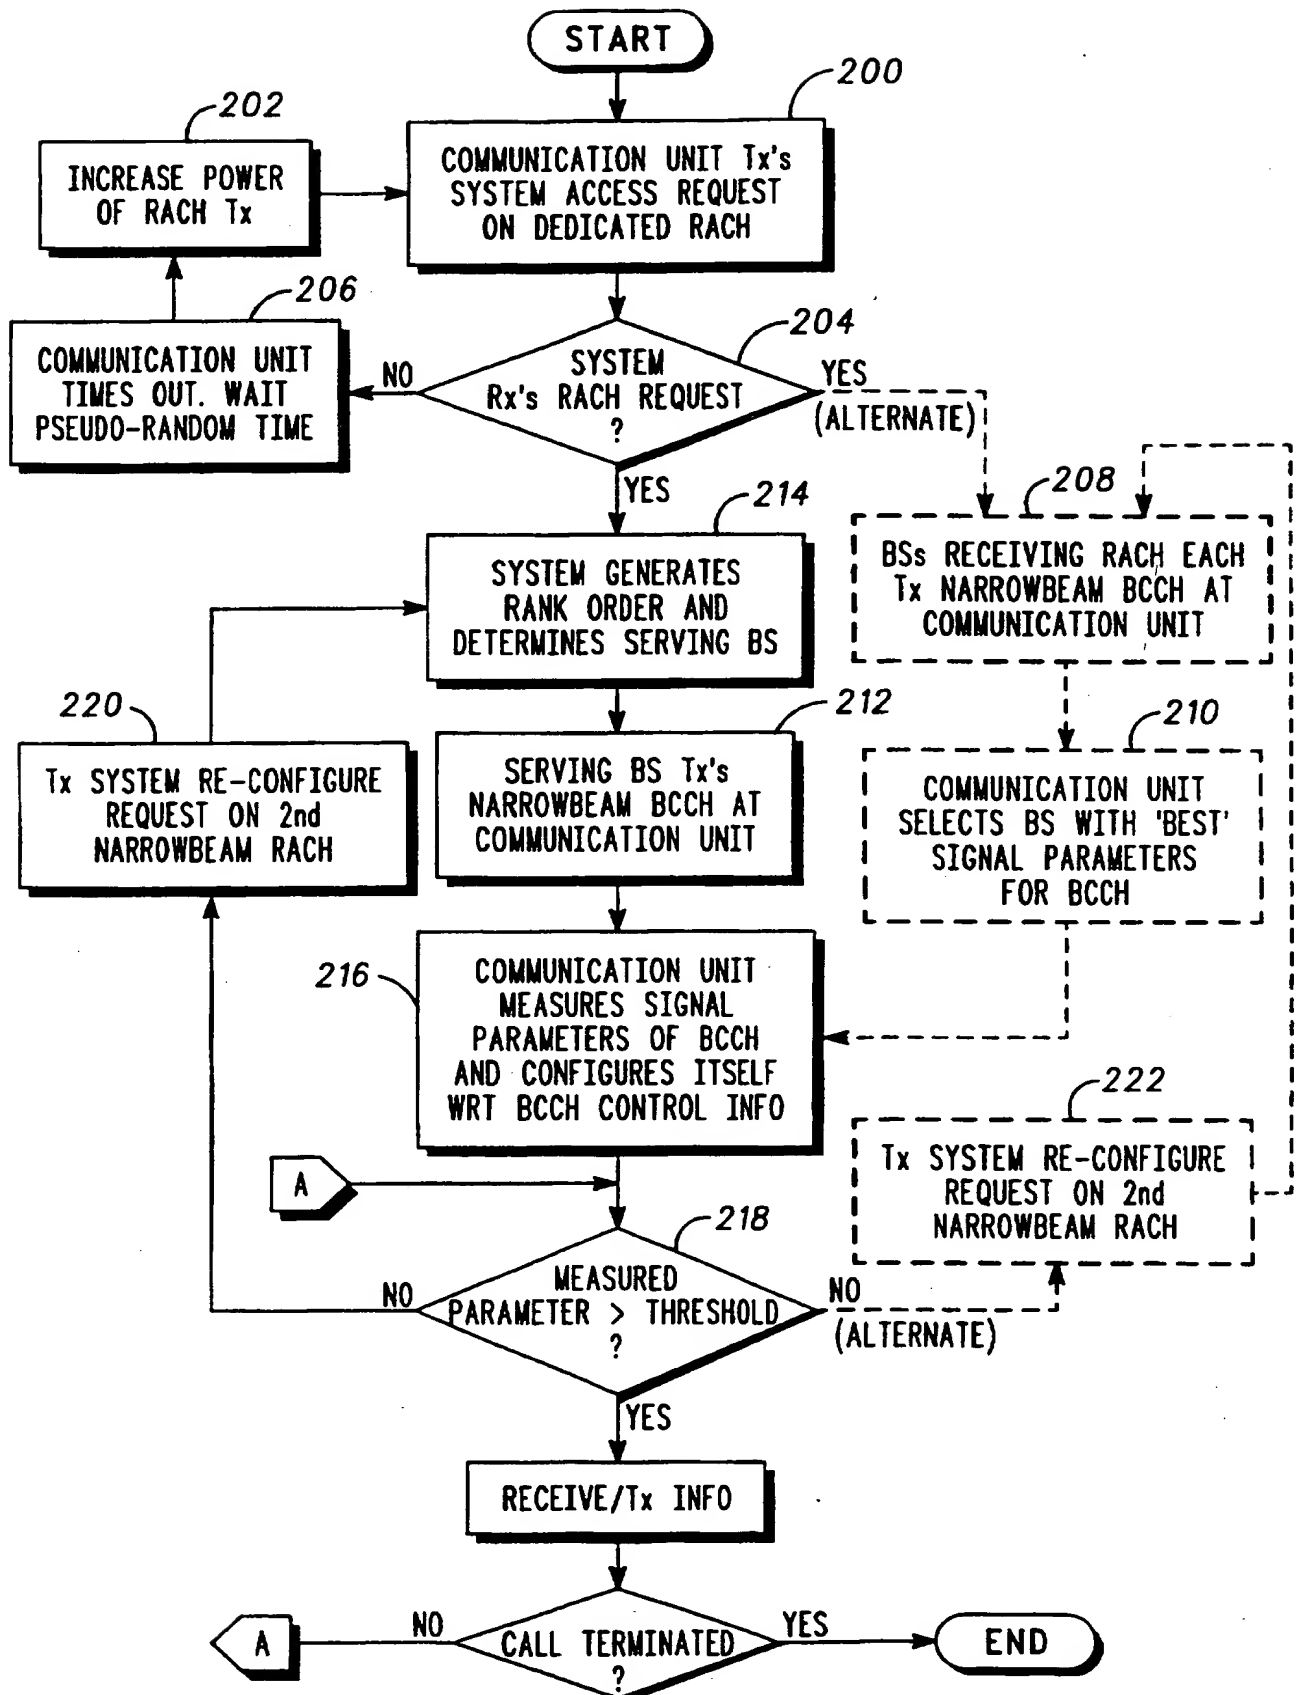 START
200
202
COMMUNICATION UNIT Tx's
SYSTEM ACCESS REQUEST
ON DEDICATED RACH
INCREASE POWER
OF RACH Tx
206
204
COMMUNICATION UNIT
TIMES OUT. WAIT
PSEUDO-RANDOM TIME
NO
SYSTEM
Rx's RACH REQUEST
?
YES
(ALTERNATE)
YES
214
208
SYSTEM GENERATES
RANK ORDER AND
DETERMINES SERVING BS
BSs RECEIVING RACH EACH
Tx NARROWBEAM BCCH AT
COMMUNICATION UNIT
220
212
210
Tx SYSTEM RE-CONFIGURE
REQUEST ON 2nd
NARROWBEAM RACH
SERVING BS Tx's
NARROWBEAM BCCH AT
COMMUNICATION UNIT
COMMUNICATION UNIT
SELECTS BS WITH 'BEST'
SIGNAL PARAMETERS
FOR BCCH
216
COMMUNICATION UNIT
MEASURES SIGNAL
PARAMETERS OF BCCH
AND CONFIGURES ITSELF
WRT BCCH CONTROL INFO
222
Tx SYSTEM RE-CONFIGURE
REQUEST ON 2nd
NARROWBEAM RACH
A
218
NO
MEASURED
PARAMETER > THRESHOLD
?
NO
(ALTERNATE)
YES
RECEIVE/Tx INFO
A
NO
CALL TERMINATED
?
YES
END